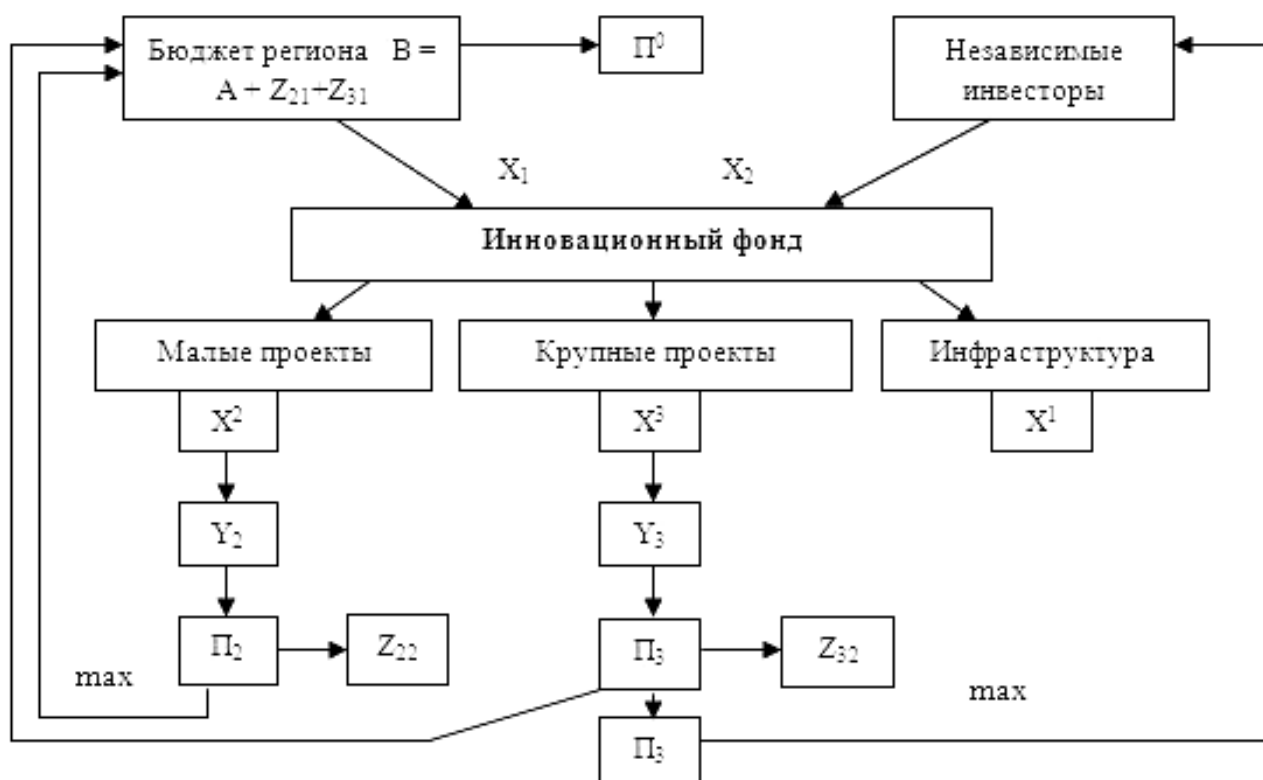 Бюджет региона В =
А + Z₂₁+Z₃₁
П⁰
Независимые
инвесторы
X₁
X₂
Инновационный фонд
Малые проекты
Крупные проекты
Инфраструктура
X²
X³
X¹
Y₂
Y₃
П₂
Z₂₂
П₃
Z₃₂
max
max
П₃